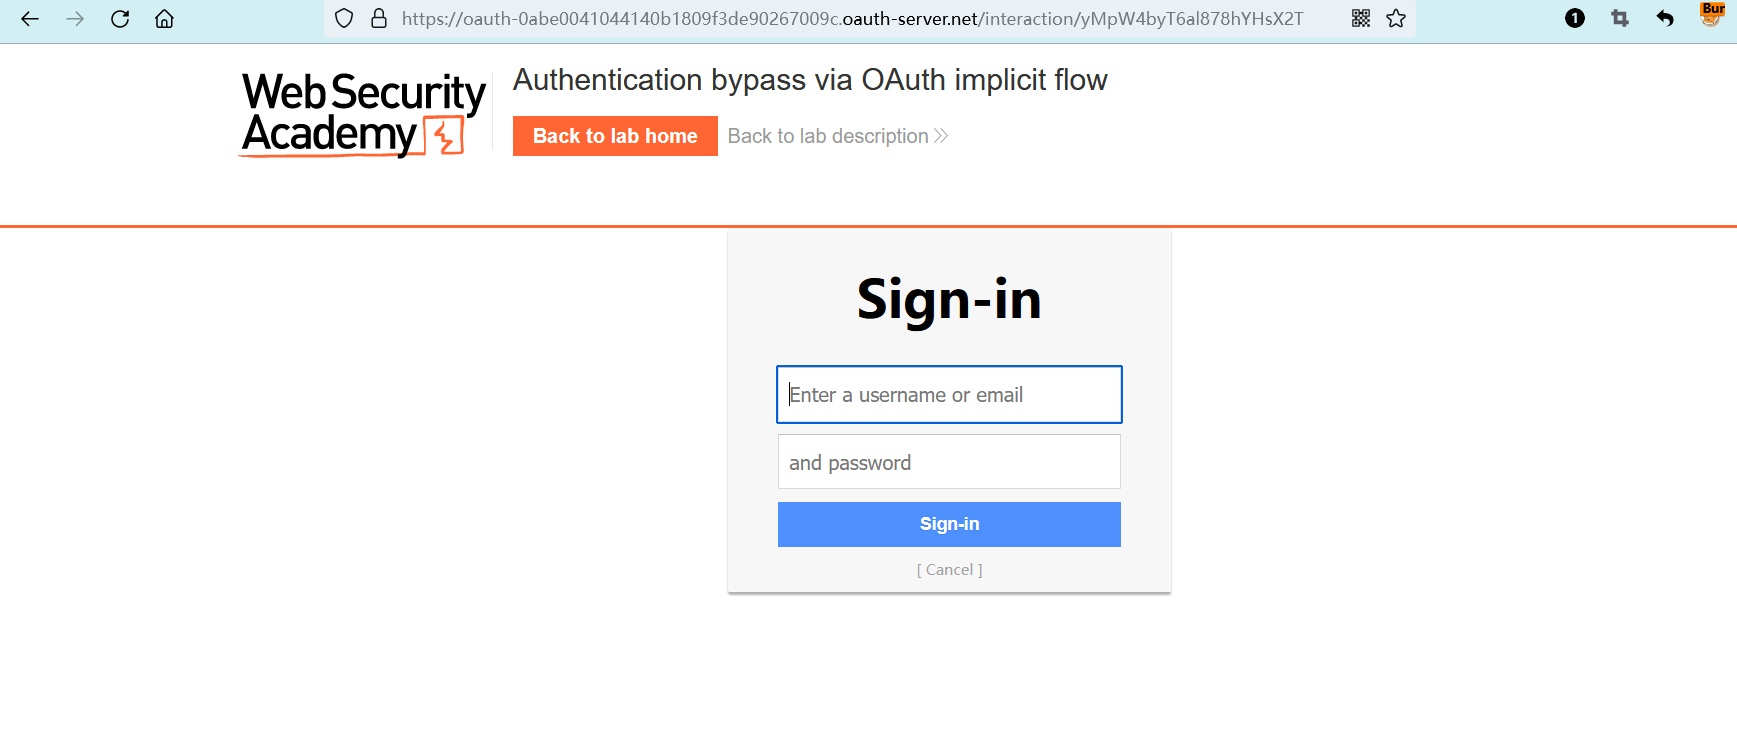 https://oauth-0abe0041044140b1809f3de90267009c.oauth-server.net/interaction/yMpW4byT6al878hYHsX2T
1
Bur
Web Security
Academy
Authentication bypass via OAuth implicit flow
Back to lab home
Back to lab description
Sign-in
Enter a username or email
and password
Sign-in
[ Cancel ]